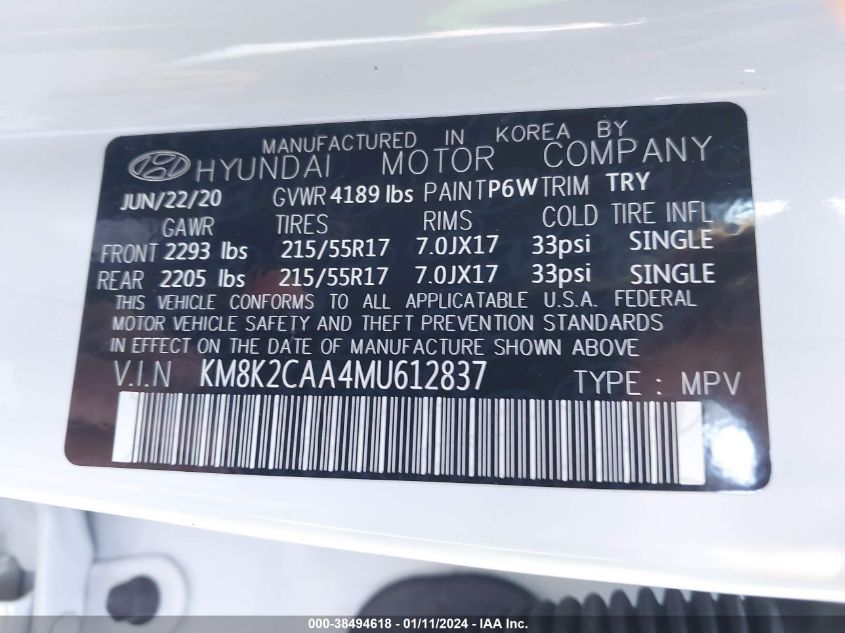 MANUFACTURED IN KOREA BY
HYUNDAI MOTOR COMPANY
JUN/22/20 GVWR 4189 lbs PAINT P6W TRIM TRY
GAWR TIRES RIMS COLD TIRE INFL
FRONT 2293 lbs 215/55R17 7.0JX17 33psi SINGLE
REAR 2205 lbs 215/55R17 7.0JX17 33psi SINGLE
THIS VEHICLE CONFORMS TO ALL APPLICATABLE U.S.A. FEDERAL
MOTOR VEHICLE SAFETY AND THEFT PREVENTION STANDARDS
IN EFFECT ON THE DATE OF MANUFACTURE SHOWN ABOVE
V.I.N KM8K2CAA4MU612837 TYPE : MPV
000-38494618 - 01/11/2024 - IAAI.com